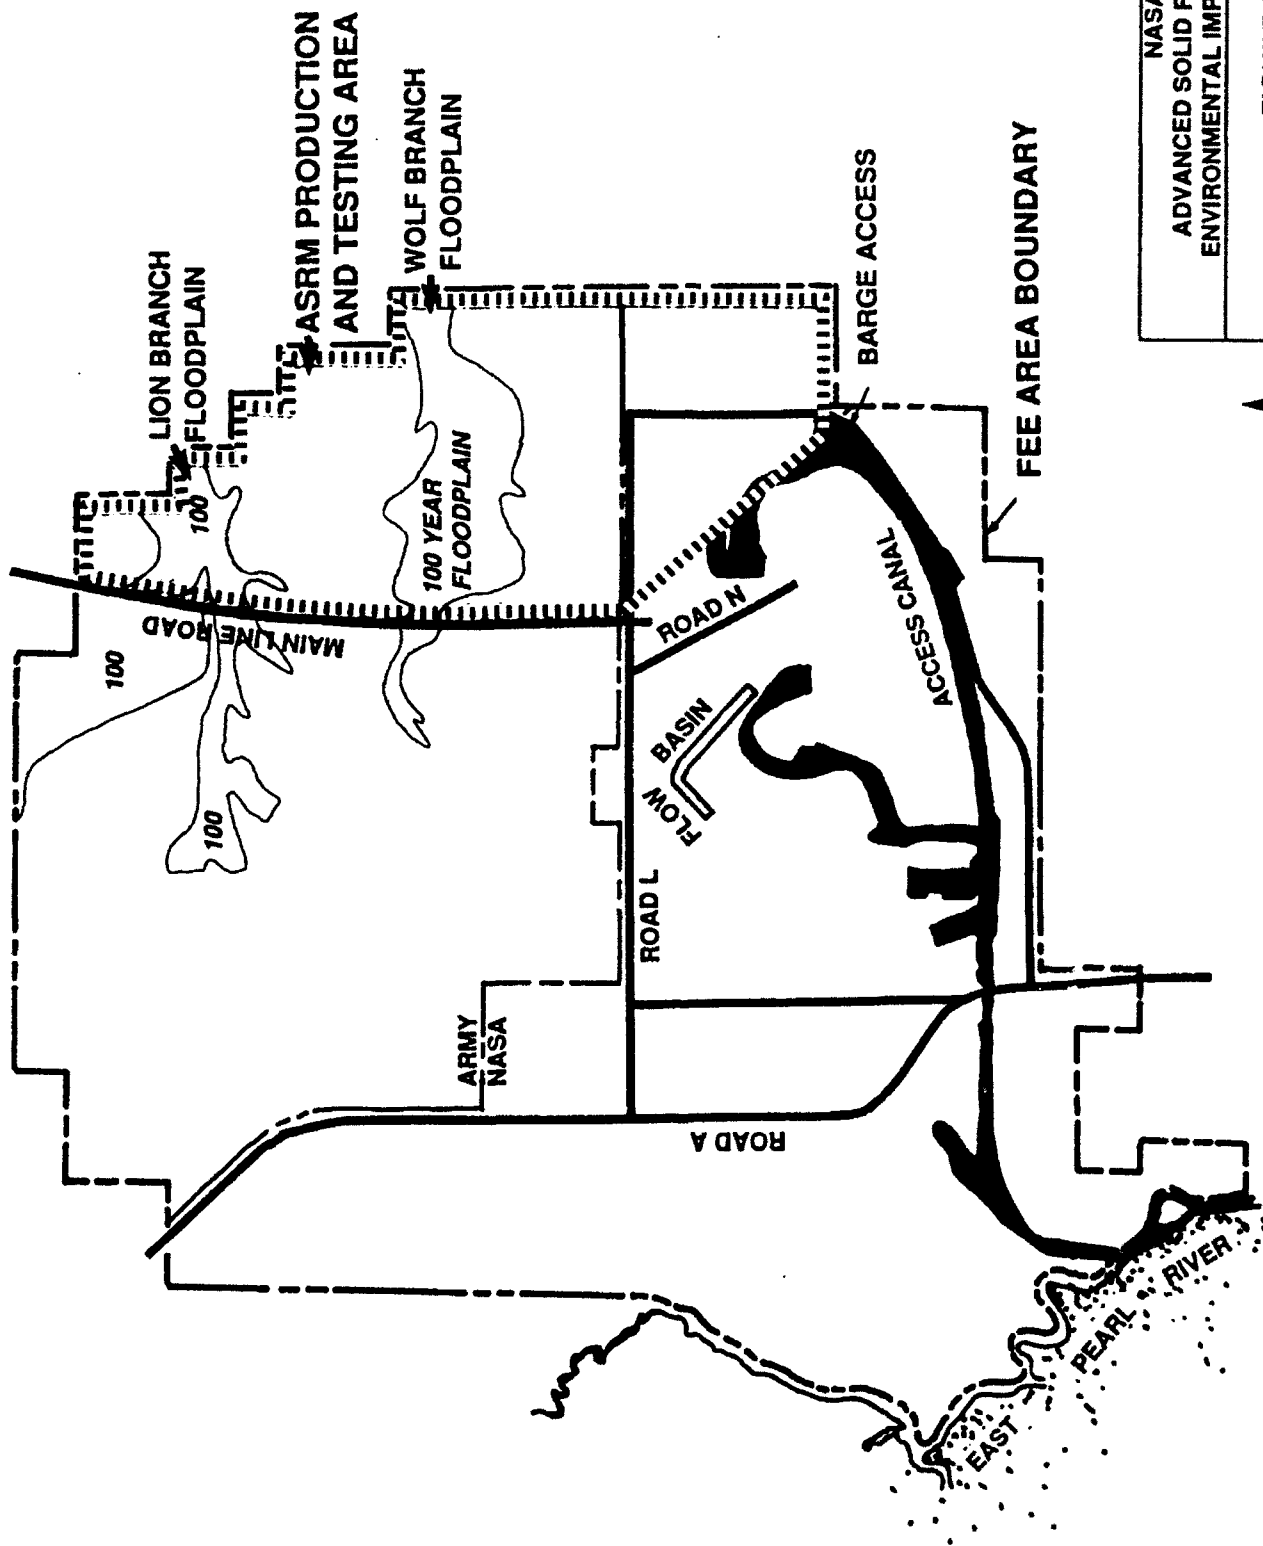 LION BRANCH
FLOODPLAIN
ASRM PRODUCTION
AND TESTING AREA
WOLF BRANCH
FLOODPLAIN
100
100
100
MAIN LINE ROAD
100 YEAR
FLOODPLAIN
BARGE ACCESS
FEE AREA BOUNDARY
ROAD N
ACCESS CANAL
FLOW BASIN
ROAD L
ARMY
NASA
ROAD A
EAST PEARL RIVER
NASA
ADVANCED SOLID
ENVIRONMENTAL